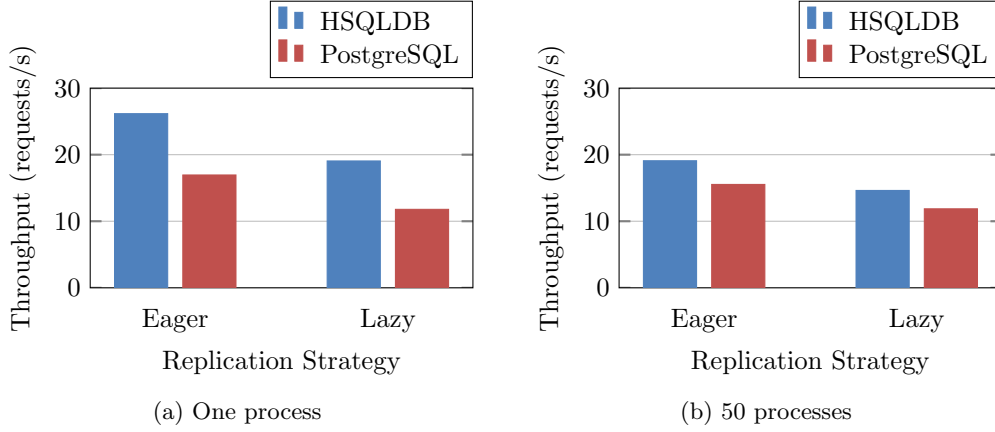 HSQLDB
PostgreSQL
Throughput (requests/s)
30
20
10
0
Eager
Lazy
Replication Strategy
(a) One process
HSQLDB
PostgreSQL
Throughput (requests/s)
30
20
10
0
Eager
Lazy
Replication Strategy
(b) 50 processes